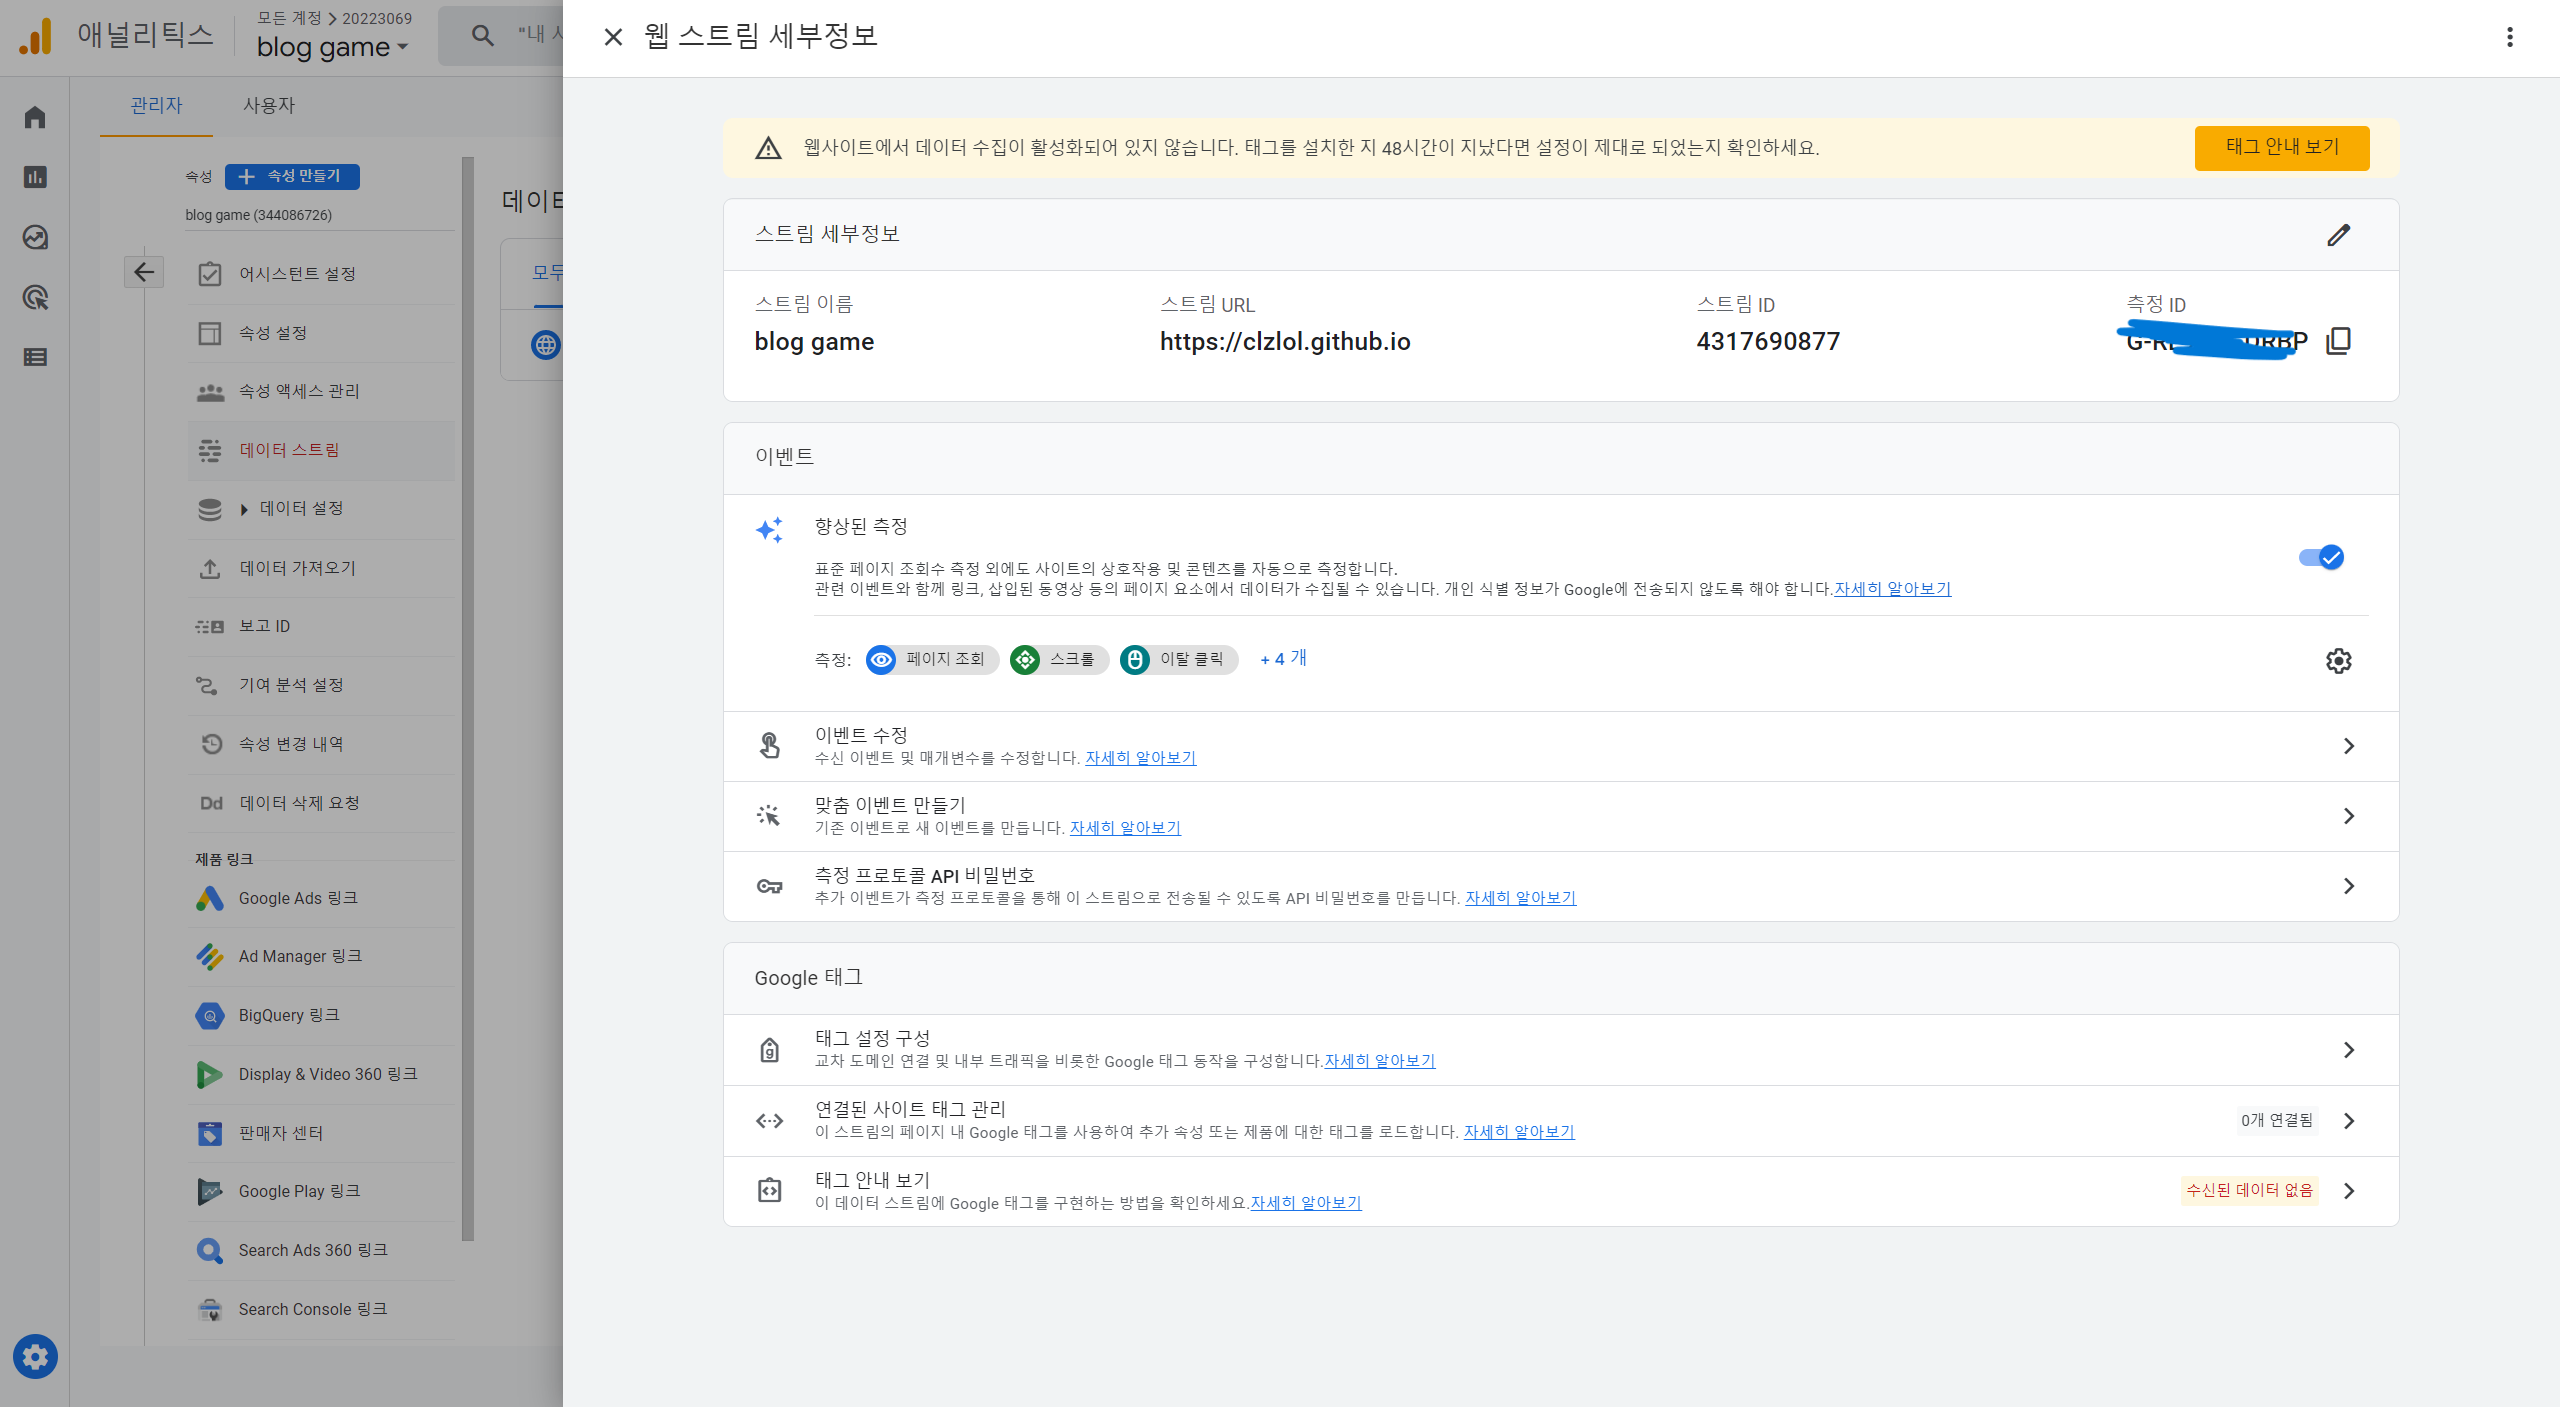 애널리틱스
모든 계정 > 20223069
blog game
"내 시
웹 스트림 세부정보
관리자
사용자
속성
속성 만들기
blog game (344086726)
어시스턴트 설정
속성 설정
속성 액세스 관리
데이터 스트림
데이터 설정
데이터 가져오기
보고 ID
기여 분석 설정
속성 변경 내역
Dd 데이터 삭제 요청
제품 링크
Google Ads 링크
Ad Manager 링크
BigQuery 링크
Display & Video 360 링크
판매자 센터
Google Play 링크
Search Ads 360 링크
Search Console 링크
모두
웹사이트에서 데이터 수집이 활성화되어 있지 않습니다. 태그를 설치한 지 48시간이 지났다면 설정이 제대로 되었는지 확인하세요.
태그 안내 보기
스트림 세부정보
스트림 이름
blog game
스트림 URL
https://clzlol.github.io
스트림 ID
4317690877
측정 ID
이벤트
향상된 측정
표준 페이지 조회수 측정 외에도 사이트의 상호작용 및 콘텐츠를 자동으로 측정합니다.
관련 이벤트와 함께 링크, 삽입된 동영상 등의 페이지 요소에서 데이터가 수집될 수 있습니다. 개인 식별 정보가 Google에 전송되지 않도록 해야 합니다.자세히 알아보기
측정: 페이지 조회 스크롤 이탈 클릭 + 4 개
이벤트 수정
수신 이벤트 및 매개변수를 수정합니다. 자세히 알아보기
맞춤 이벤트 만들기
기존 이벤트로 새 이벤트를 만듭니다. 자세히 알아보기
측정 프로토콜 API 비밀번호
추가 이벤트가 측정 프로토콜을 통해 이 스트림으로 전송될 수 있도록 API 비밀번호를 만듭니다. 자세히 알아보기
Google 태그
태그 설정 구성
교차 도메인 연결 및 내부 트래픽을 비롯한 Google 태그 동작을 구성합니다.자세히 알아보기
연결된 사이트 태그 관리
이 스트림의 페이지 내 Google 태그를 사용하여 추가 속성 또는 제품에 대한 태그를 로드합니다. 자세히 알아보기
0개 연결됨
태그 안내 보기
이 데이터 스트림에 Google 태그를 구현하는 방법을 확인하세요.자세히 알아보기
수신된 데이터 없음